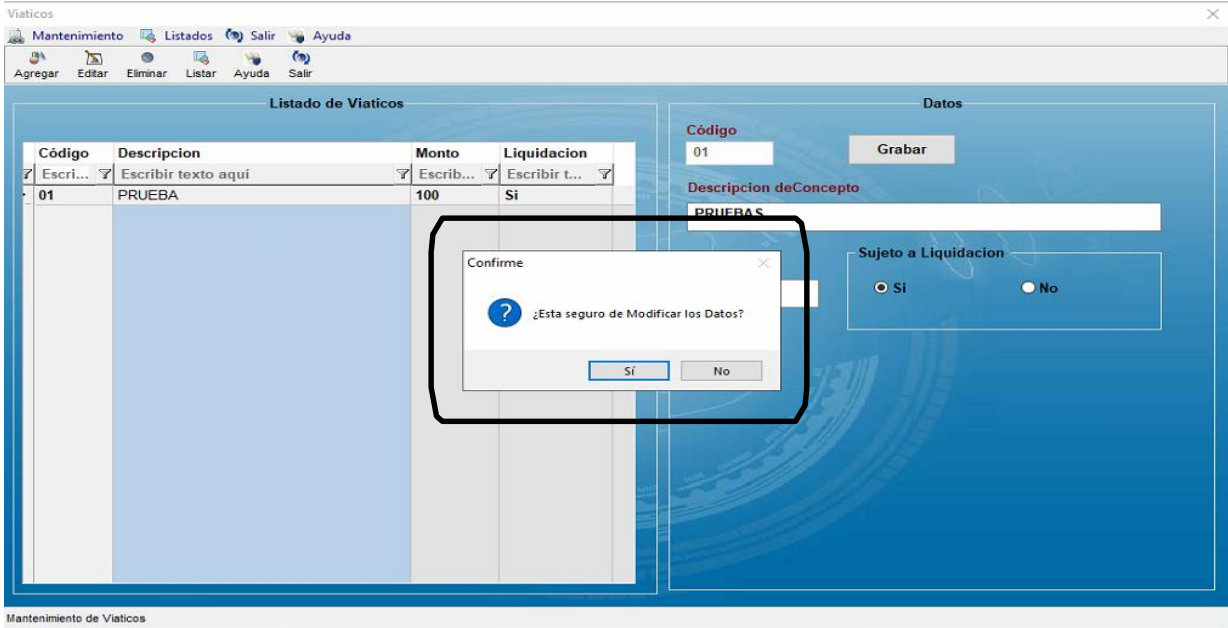 Viaticos
Mantenimiento Listados Salir Ayuda
Agregar Editar Eliminar Listar Ayuda Salir
Listado de Viaticos
Código Descripcion Monto Liquidacion
Escri... Escribir texto aquí Escrib... Escribir t...
01 PRUEBA 100 Si
Datos
Código
01 Grabar
Descripcion deConcepto
PRUEBAS
Sujeto a Liquidacion
Si No
Confirme
¿Esta seguro de Modificar los Datos?
Sí No
Mantenimiento de Viaticos